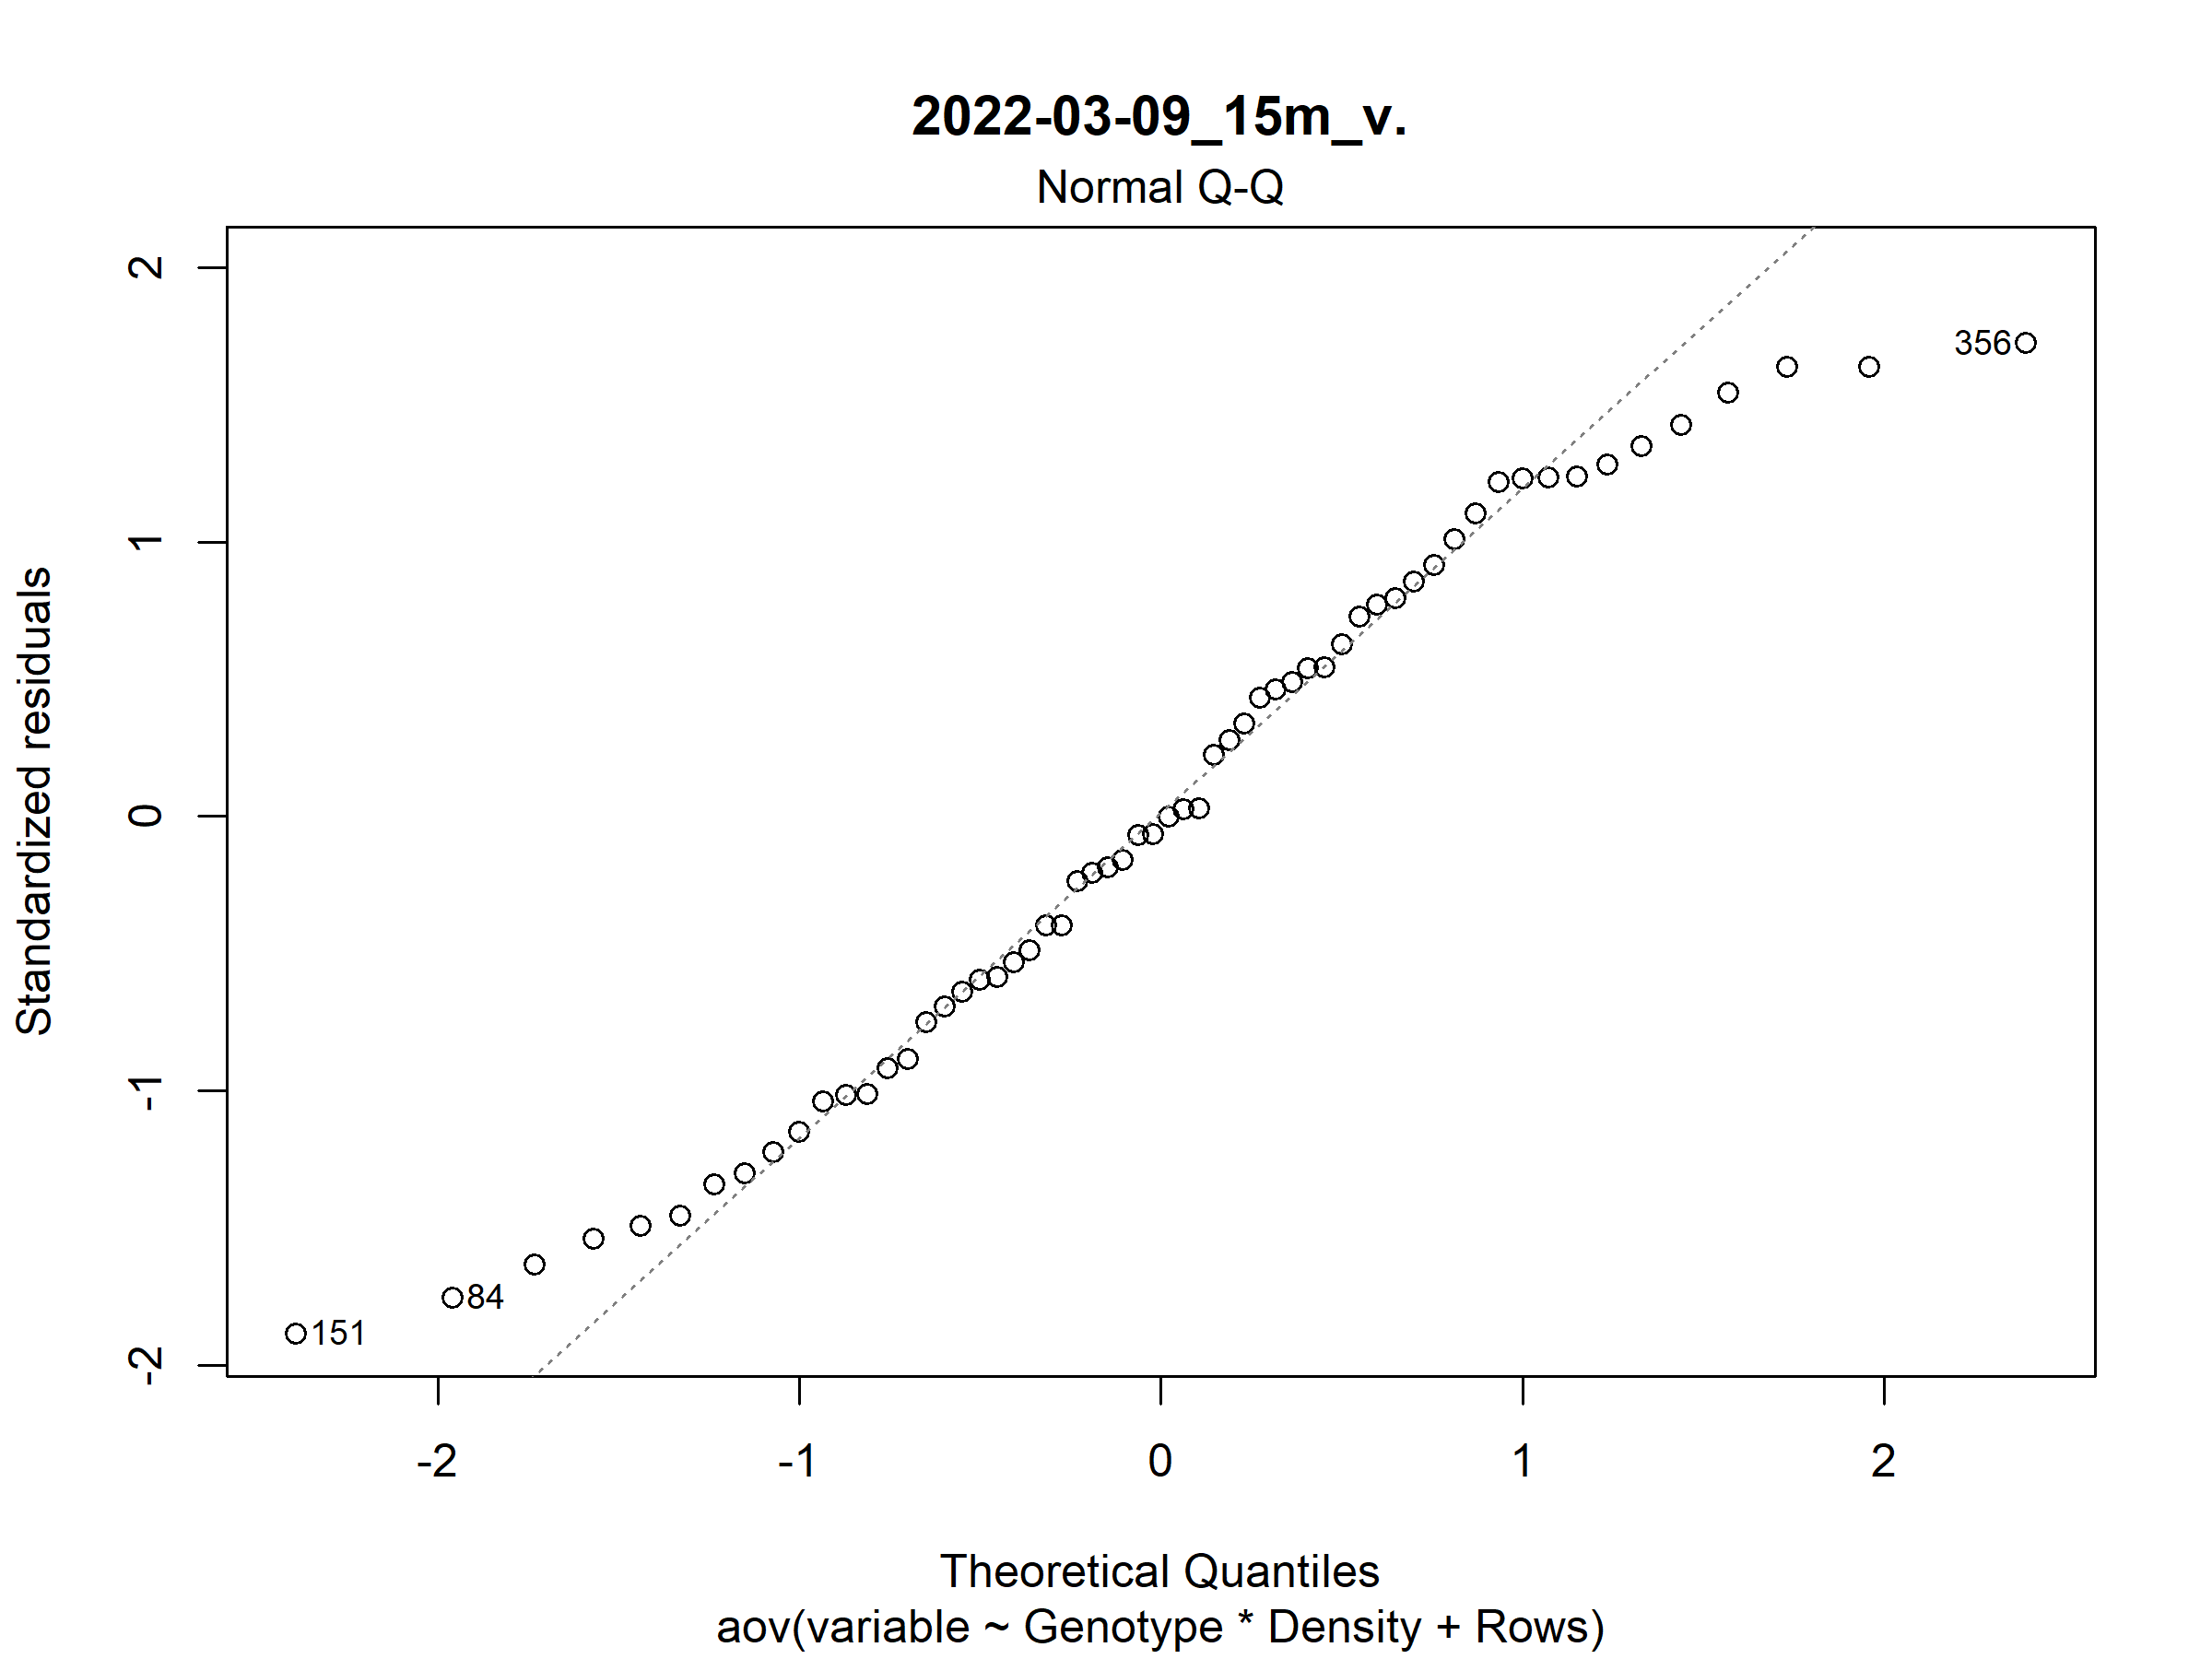 2022-03-09_15m_v.
Normal Q-Q
Standardized residuals
2
1
0
-1
-2
356
84
151
-2
-1
0
1
2
Theoretical Quantiles
aov(variable ~ Genotype * Density + Rows)